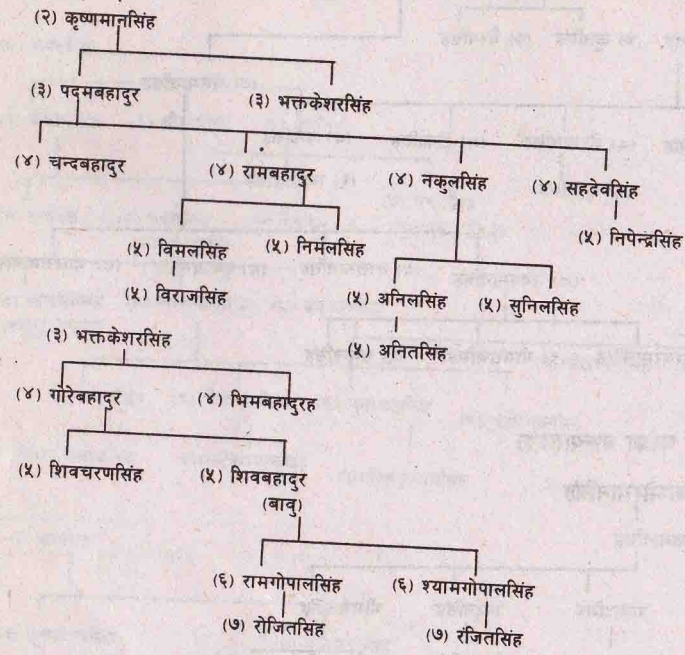 (२) कृष्णमानसिंह
(३) पदमबहादुर (३) भक्तकेशरसिंह
(४) चन्दबहादुर (४) रामबहादुर (४) नकुलसिंह (४) सहदेवसिंह
(५) विमलसिंह (५) निर्मलसिंह (५) निपेन्द्रसिंह
(५) विराजसिंह (५) अनिलसिंह (५) सुनिलसिंह
(५) अनितसिंह
(३) भक्तकेशरसिंह
(४) गोरेबहादुर (४) भिमबहादुरह
(५) शिवचरणसिंह (५) शिवबहादुर
(बावु)
(६) रामगोपालसिंह (६) श्यामगोपालसिंह
(७) रोजितसिंह (७) रंजितसिंह